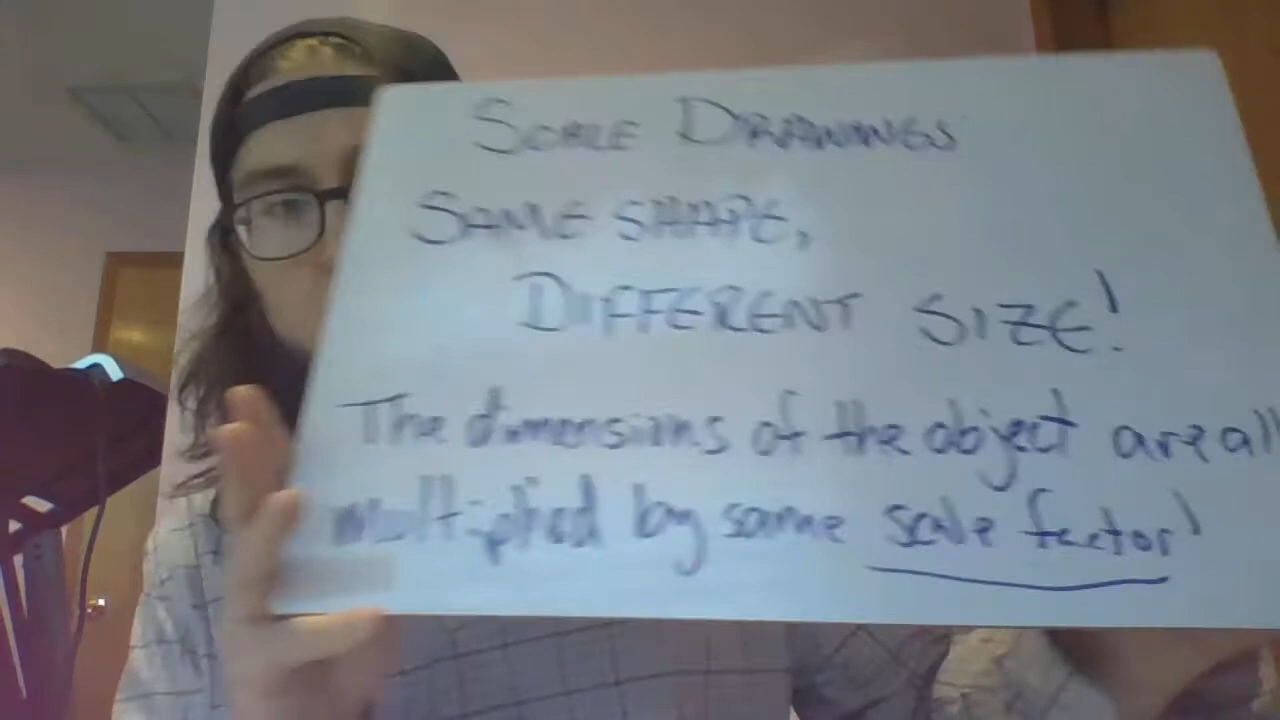 SCALE DRAWINGS
SAME SHAPE,
DIFFERENT SIZE!
The dimensions of the object are all
multiplied by same scale factor!